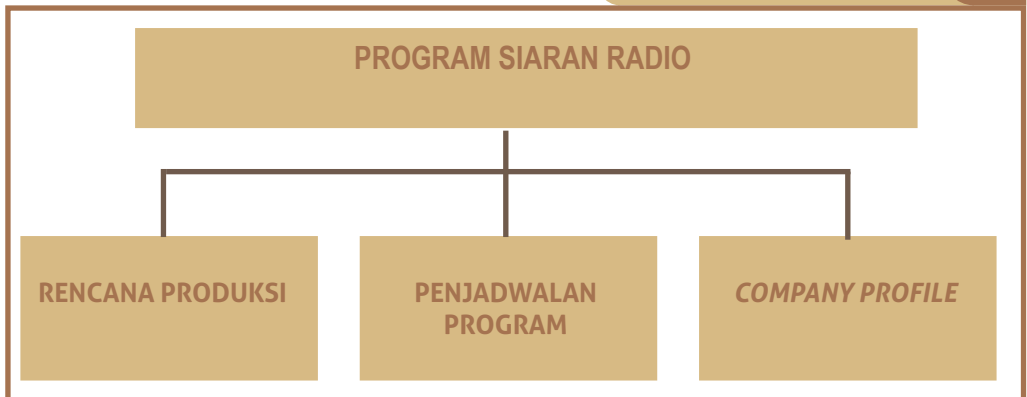 PROGRAM SIARAN RADIO
RENCANA PRODUKSI
PENJADWALAN
PROGRAM
COMPANY PROFILE